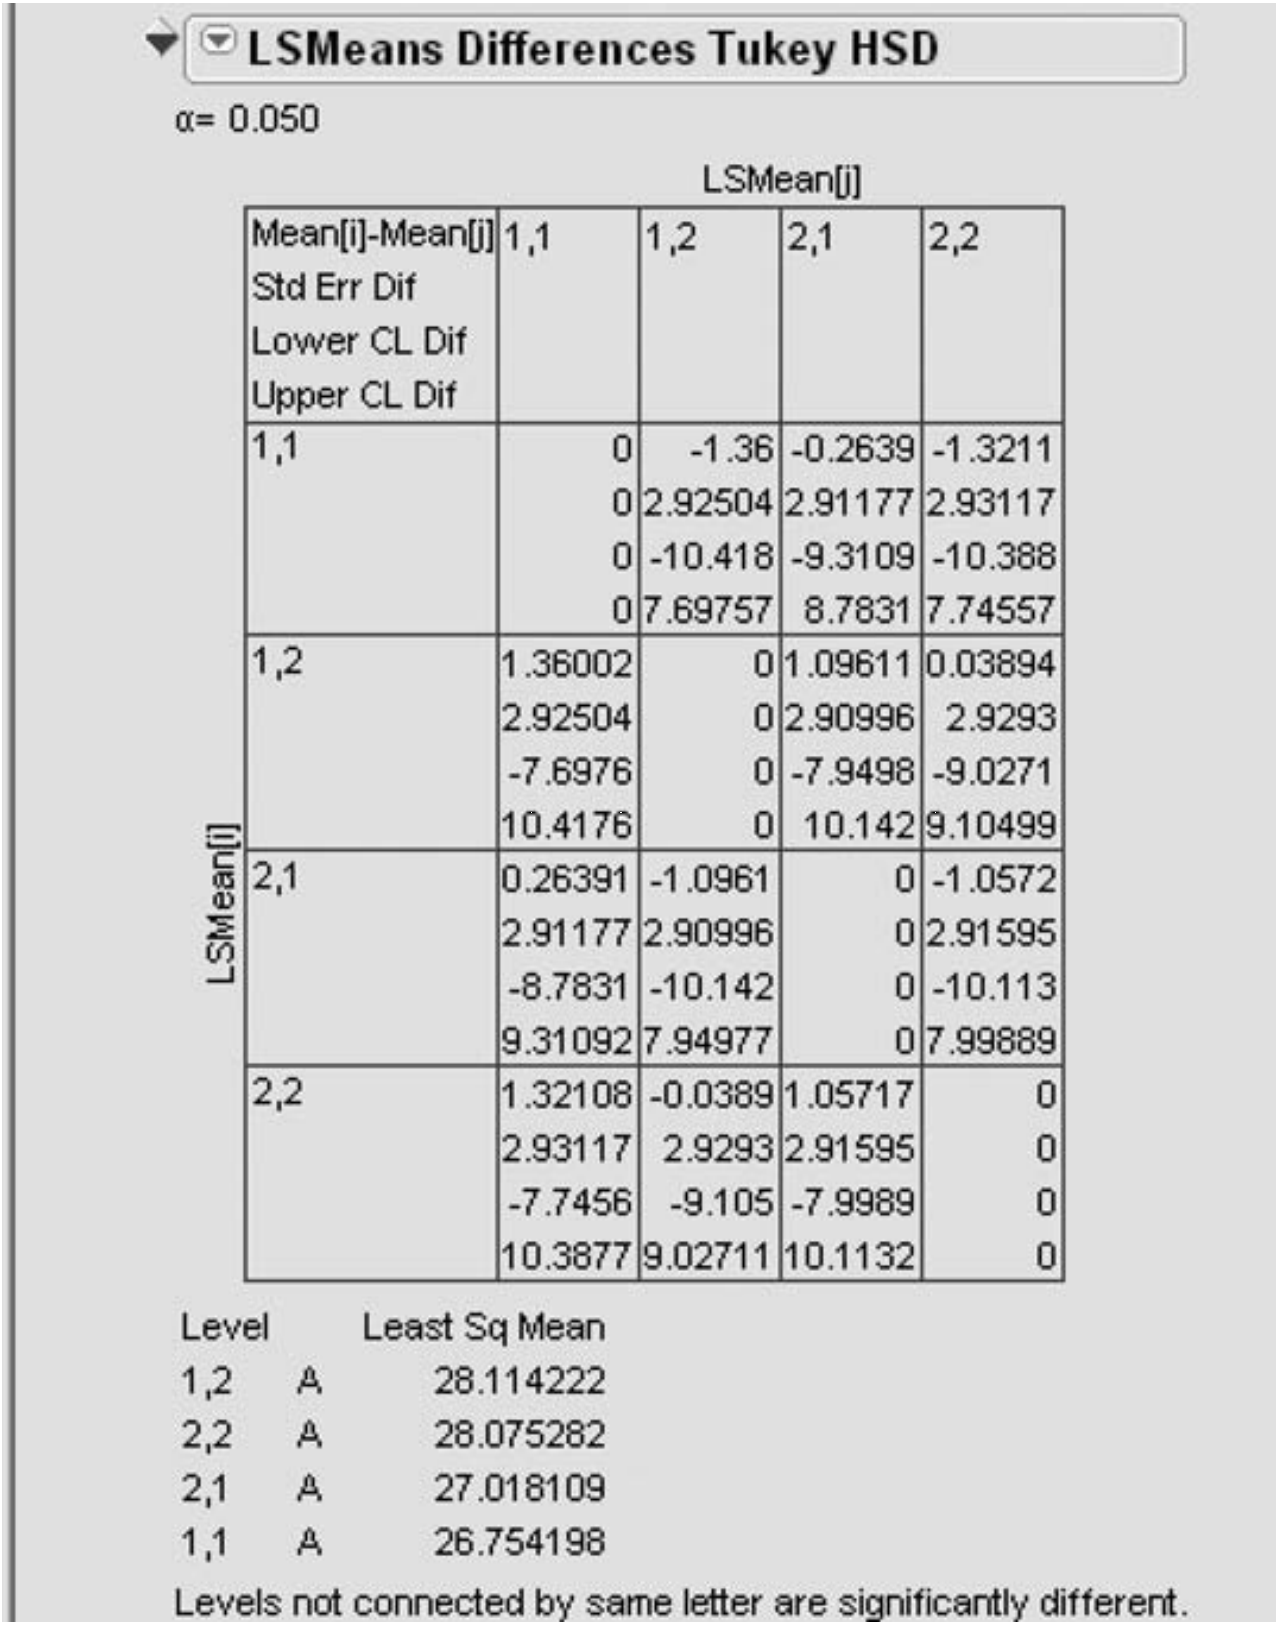 LSMeans Differences Tukey HSD
α= 0.050
LSMean[j]
Mean[i]-Mean[j] 1,1 1,2 2,1 2,2
Std Err Dif
Lower CL Dif
Upper CL Dif
LSMean[i]
1,1 0 -1.36 -0.2639 -1.3211
0 2.92504 2.91177 2.93117
0 -10.418 -9.3109 -10.388
0 7.69757 8.7831 7.74557
1,2 1.36002 0 1.09611 0.03894
2.92504 0 2.90996 2.9293
-7.6976 0 -7.9498 -9.0271
10.4176 0 10.142 9.10499
2,1 0.26391 -1.0961 0 -1.0572
2.91177 2.90996 0 2.91595
-8.7831 -10.142 0 -10.113
9.31092 7.94977 0 7.99889
2,2 1.32108 -0.0389 1.05717 0
2.93117 2.9293 2.91595 0
-7.7456 -9.105 -7.9989 0
10.3877 9.02711 10.1132 0
Level Least Sq Mean
1,2 A 28.114222
2,2 A 28.075282
2,1 A 27.018109
1,1 A 26.754198
Levels not connected by same letter are significantly different.